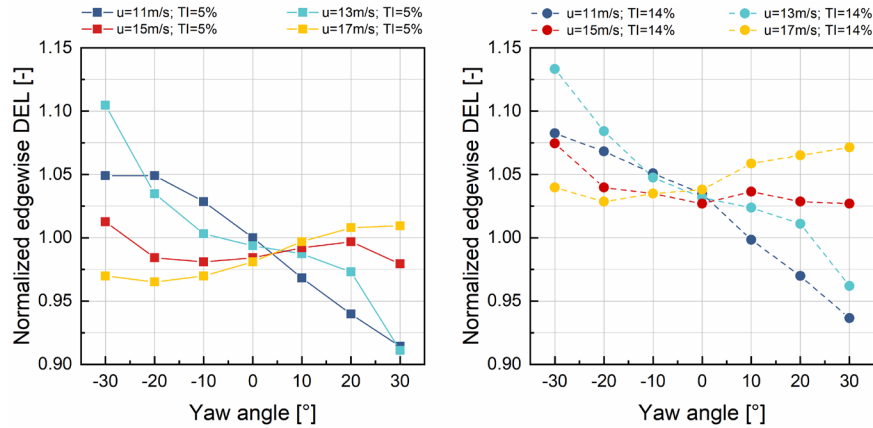 u=11m/s; TI=5% u=13m/s; TI=5%
u=15m/s; TI=5% u=17m/s; TI=5%
Normalized edgewise DEL [-]
1.15
1.10
1.05
1.00
0.95
0.90
-30 -20 -10 0 10 20 30
Yaw angle [°]
u=11m/s; TI=14% u=13m/s; TI=14%
u=15m/s; TI=14% u=17m/s; TI=14%
Normalized edgewise DEL [-]
1.15
1.10
1.05
1.00
0.95
0.90
-30 -20 -10 0 10 20 30
Yaw angle [°]